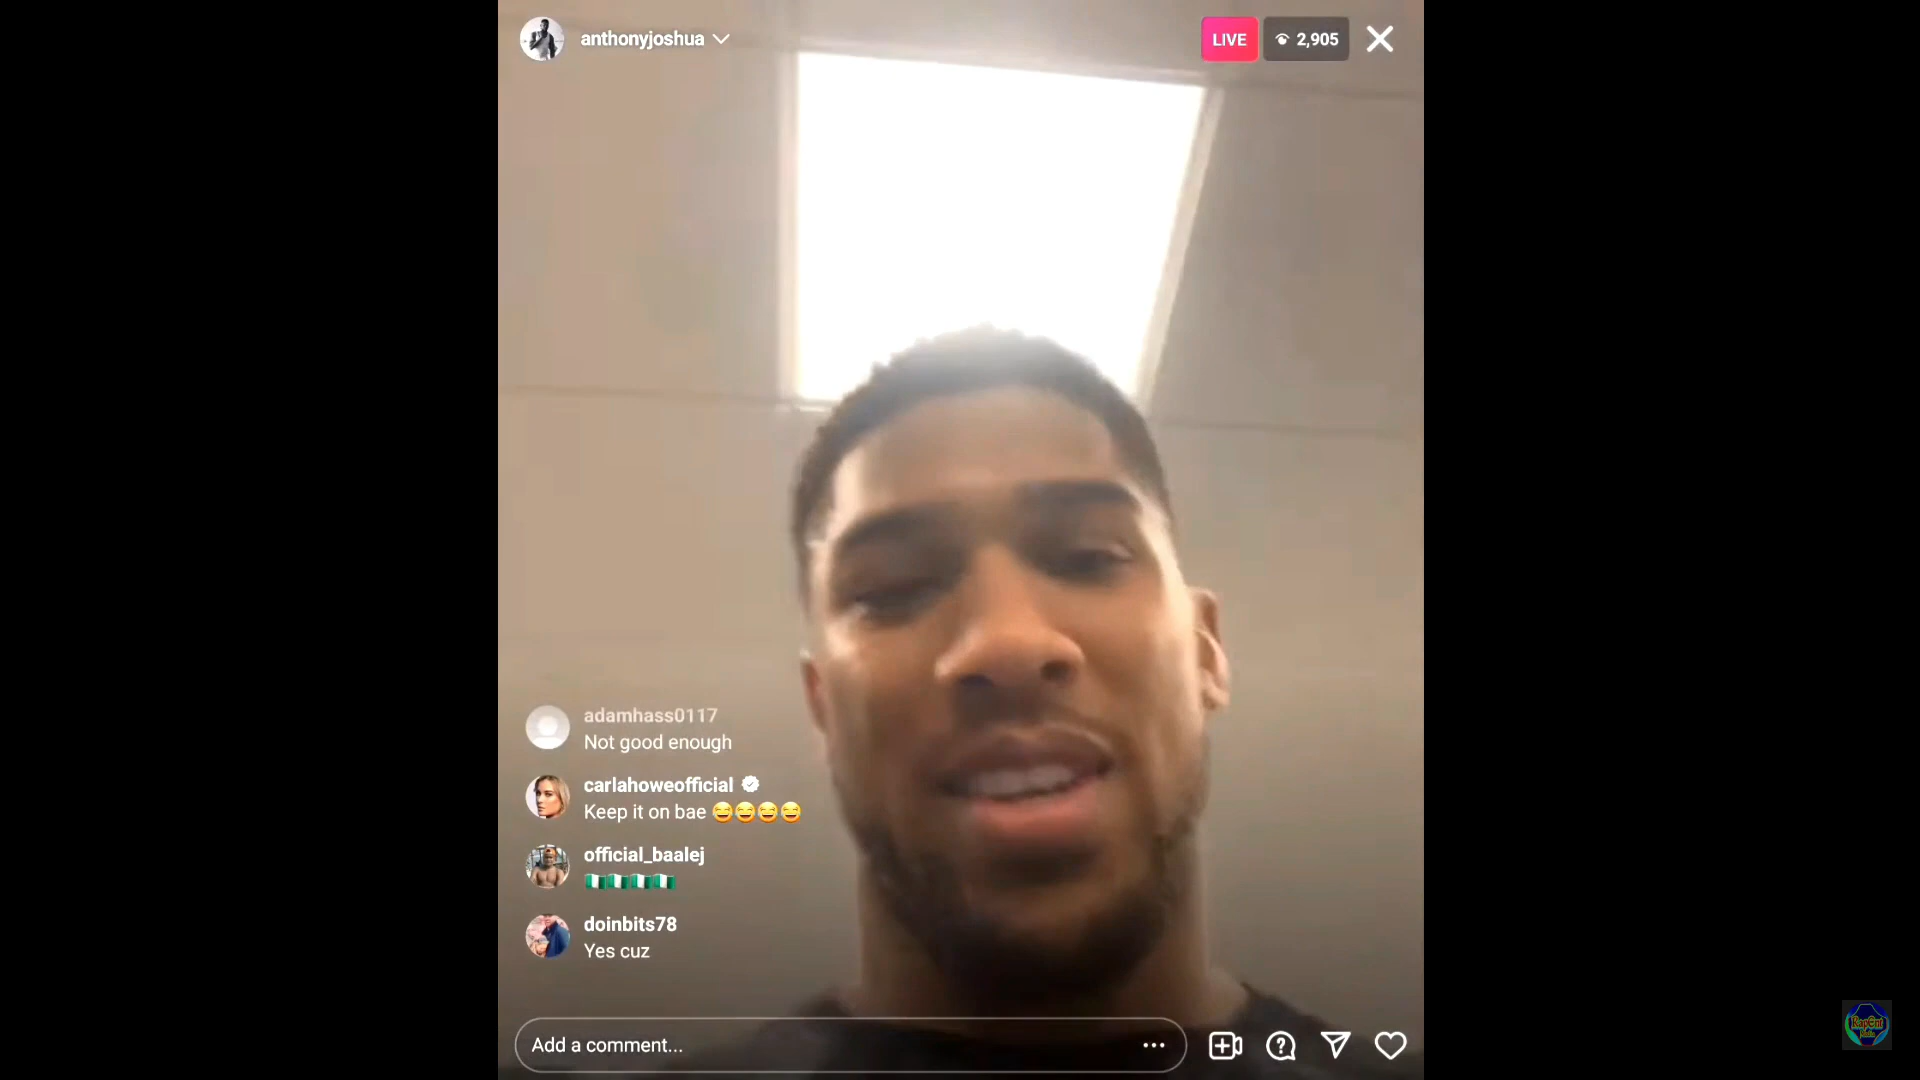 anthonyjoshua
LIVE
2,905
adamhass0117
Not good enough
carlahoweofficial
Keep it on bae 😂😂😂😂
official_baalej
🇳🇬🇳🇬🇳🇬🇳🇬
doinbits78
Yes cuz
Add a comment...